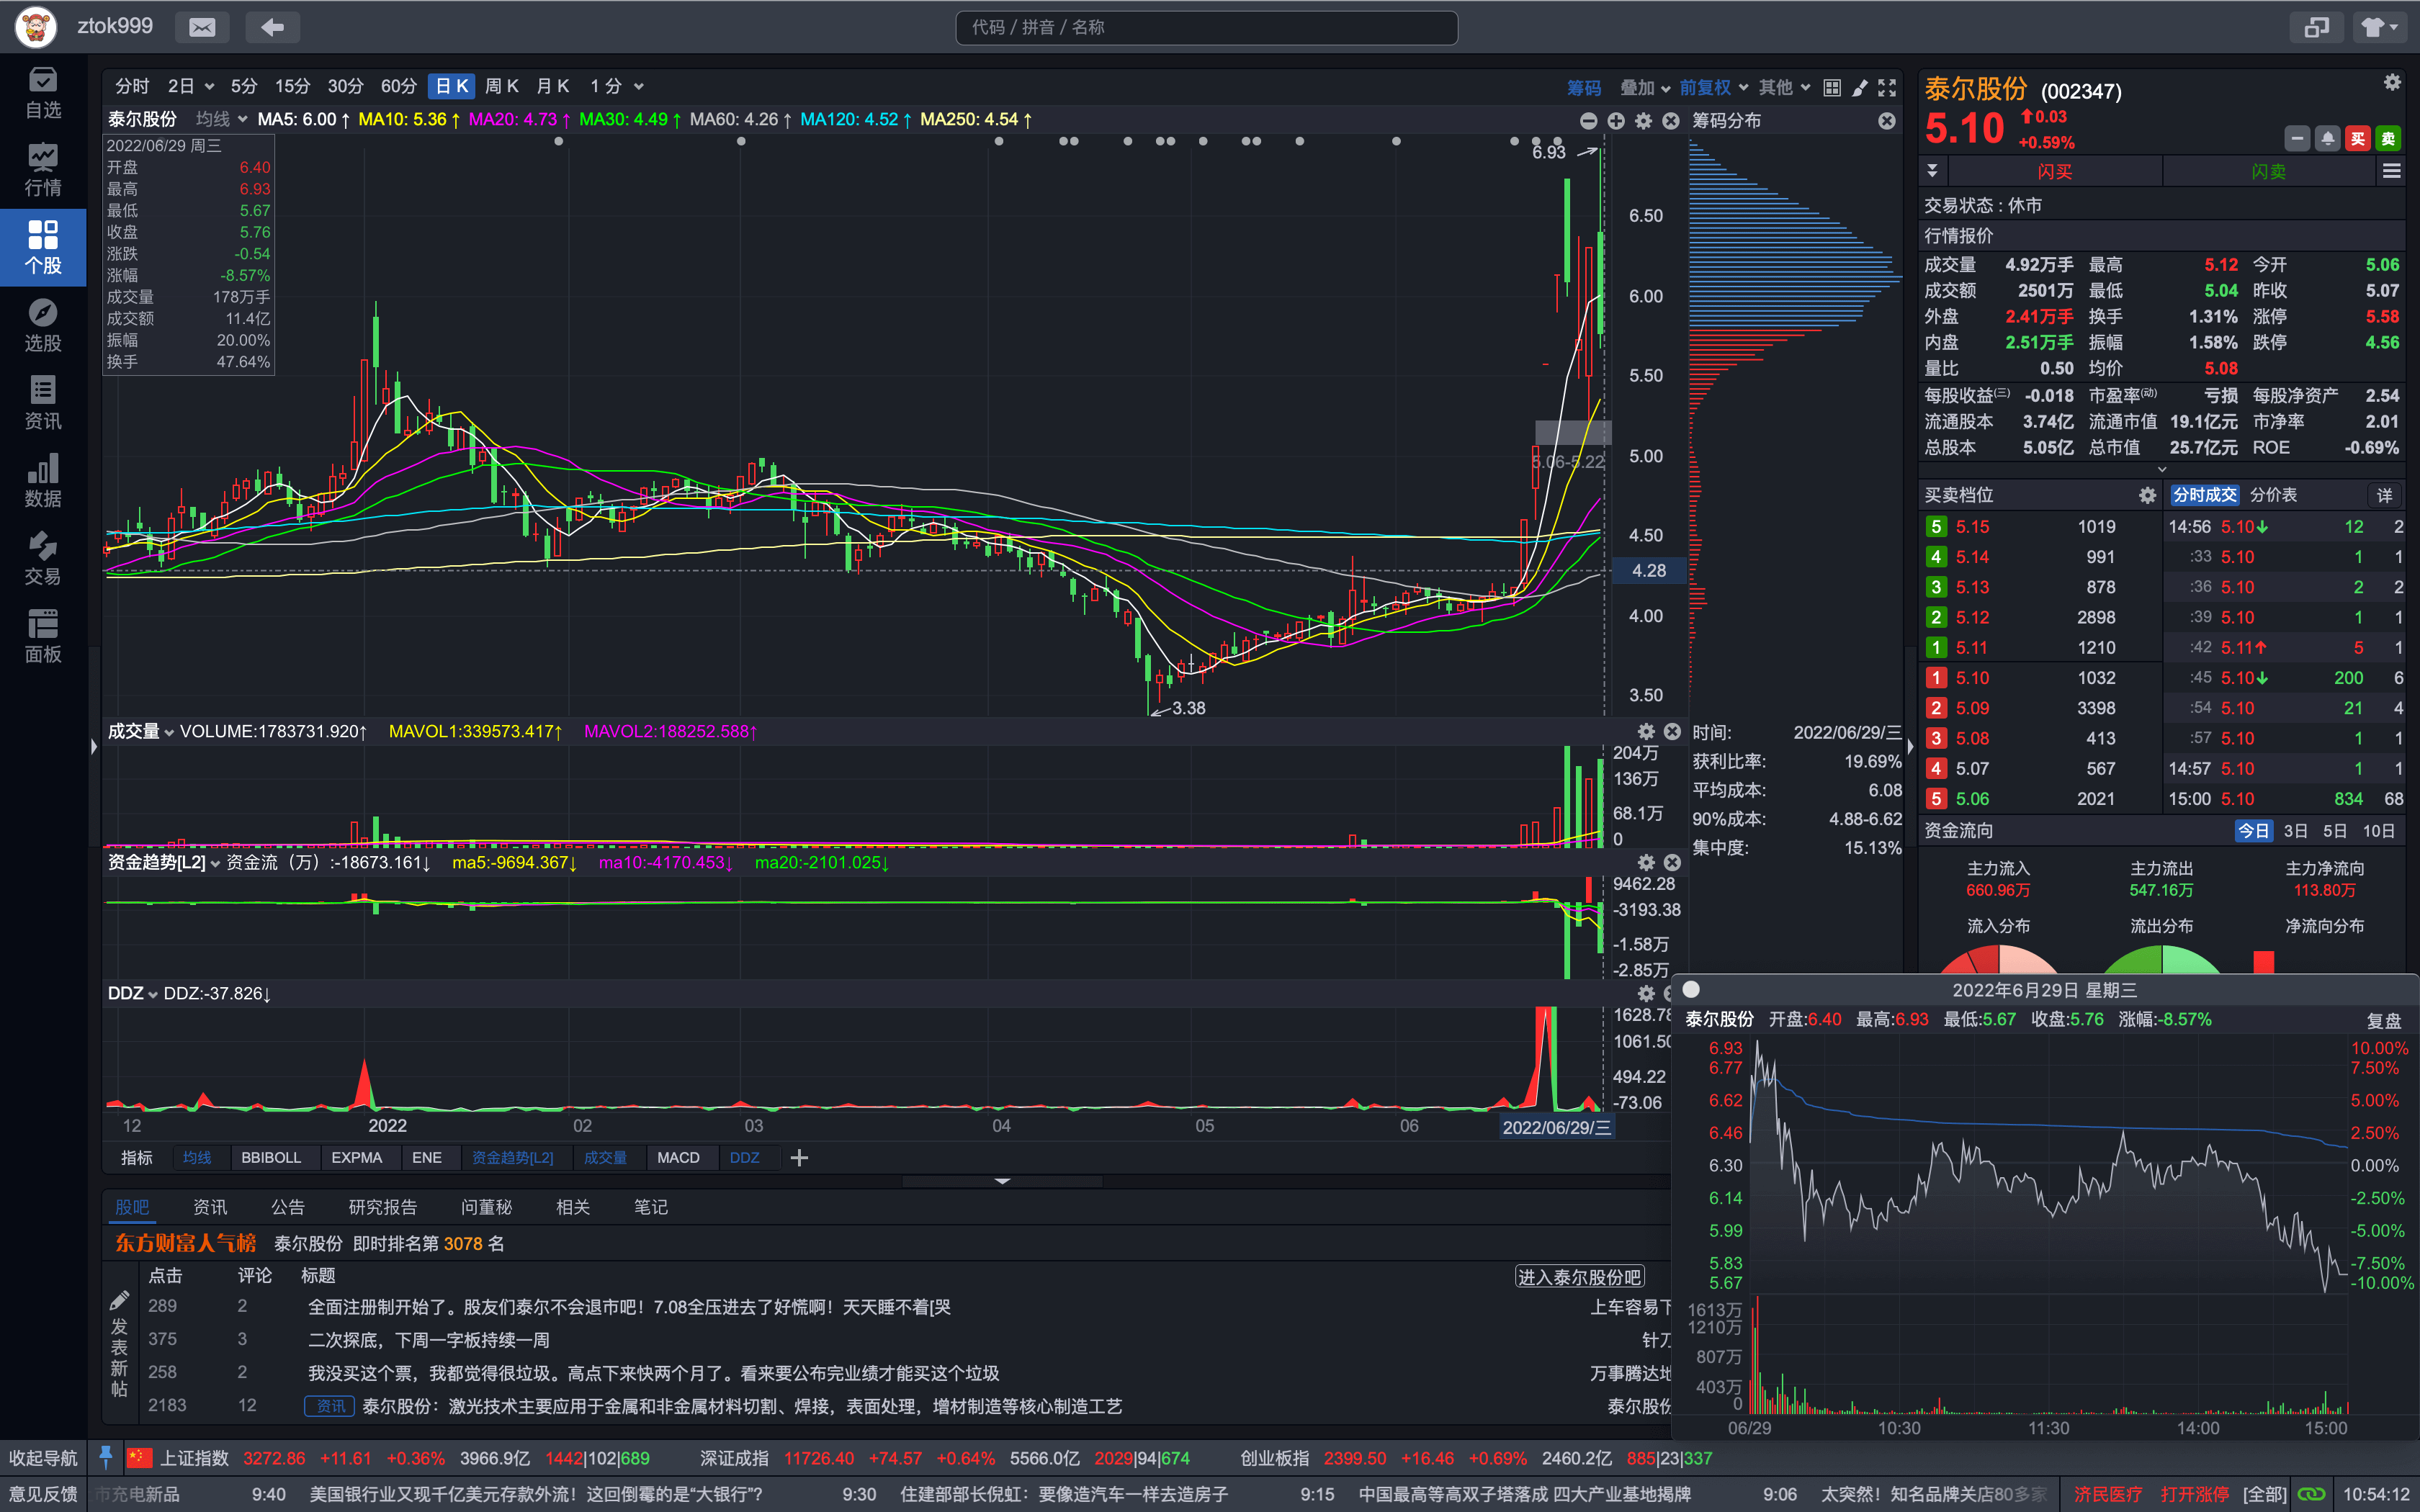 ztok999
代码 / 拼音 / 名称
自选
行情
个股
选股
资讯
数据
交易
面板
分时 2日 5分 15分 30分 60分 日K 周K 月K 1分 筹码 叠加 前复权 其他
泰尔股份 均线 MA5: 6.00↑ MA10: 5.36↑ MA20: 4.73↑ MA30: 4.49↑ MA60: 4.26↑ MA120: 4.52↑ MA250: 4.54↑
筹码分布
2022/06/29 周三
开盘 6.40
最高 6.93
最低 5.67
收盘 5.76
涨跌 -0.54
涨幅 -8.57%
成交量 178万手
成交额 11.4亿
振幅 20.00%
换手 47.64%
6.93
6.50
6.00
5.50
5.06-5.22
5.00
4.50
4.28
4.00
3.50
3.38
成交量 VOLUME:1783731.920↑ MAVOL1:339573.417↑ MAVOL2:188252.588↑
204万
136万
68.1万
0
资金趋势[L2] 资金流（万）:-18673.161↓ ma5:-9694.367↓ ma10:-4170.453↓ ma20:-2101.025↓
9462.28
-3193.38
-1.58万
-2.85万
DDZ DDZ:-37.826↓
1628.78
1061.50
494.22
-73.06
12 2022 02 03 04 05 06 2022/06/29/三
指标 均线 BBIBOLL EXPMA ENE 资金趋势[L2] 成交量 MACD DDZ
时间: 2022/06/29/三
获利比率: 19.69%
平均成本: 6.08
90%成本: 4.88-6.62
集中度: 15.13%
股吧 资讯 公告 研究报告 问董秘 相关 笔记
东方财富人气榜 泰尔股份 即时排名第 3078 名
点击 评论 标题 进入泰尔股份吧
289 2 全面注册制开始了。股友们泰尔不会退市吧！7.08全压进去了好慌啊！天天睡不着[哭 上车容易下
375 3 二次探底，下周一字板持续一周
258 2 我没买这个票，我都觉得很垃圾。高点下来快两个月了。看来要公布完业绩才能买这个垃圾 万事腾达地
2183 12 资讯 泰尔股份：激光技术主要应用于金属和非金属材料切割、焊接，表面处理，增材制造等核心制造工艺 泰尔股份
发表新帖
泰尔股份 (002347)
5.10 0.03
+0.59%
买 卖
闪买 闪卖
交易状态 : 休市
行情报价
成交量 4.92万手 最高 5.12 今开 5.06
成交额 2501万 最低 5.04 昨收 5.07
外盘 2.41万手 换手 1.31% 涨停 5.58
内盘 2.51万手 振幅 1.58% 跌停 4.56
量比 0.50 均价 5.08
每股收益(三) -0.018 市盈率(动) 亏损 每股净资产 2.54
流通股本 3.74亿 流通市值 19.1亿元 市净率 2.01
总股本 5.05亿 总市值 25.7亿元 ROE -0.69%
买卖档位 分时成交 分价表 详
5 5.15 1019 14:56 5.10↓ 12 2
4 5.14 991 :33 5.10 1 1
3 5.13 878 :36 5.10 2 2
2 5.12 2898 :39 5.10 1 1
1 5.11 1210 :42 5.11↑ 5 1
1 5.10 1032 :45 5.10↓ 200 6
2 5.09 3398 :54 5.10 21 4
3 5.08 413 :57 5.10 1 1
4 5.07 567 14:57 5.10 1 1
5 5.06 2021 15:00 5.10 834 68
资金流向 今日 3日 5日 10日
主力流入 主力流出 主力净流向
660.96万 547.16万 113.80万
流入分布 流出分布 净流向分布
2022年6月29日 星期三
泰尔股份 开盘:6.40 最高:6.93 最低:5.67 收盘:5.76 涨幅:-8.57% 复盘
6.93 10.00%
6.77 7.50%
6.62 5.00%
6.46 2.50%
6.30 0.00%
6.14 -2.50%
5.99 -5.00%
5.83 -7.50%
5.67 -10.00%
1613万
1210万
807万
403万
0
06/29 10:30 11:30 14:00 15:00
收起导航 上证指数 3272.86 +11.61 +0.36% 3966.9亿 1442|102|689 深证成指 11726.40 +74.57 +0.64% 5566.0亿 2029|94|674 创业板指 2399.50 +16.46 +0.69% 2460.2亿 885|23|337
意见反馈 市充电新品 9:40 美国银行业又现千亿美元存款外流！这回倒霉的是“大银行”？ 9:30 住建部部长倪虹：要像造汽车一样去造房子 9:15 中国最高等高双子塔落成 四大产业基地揭牌 9:06 太突然！知名品牌关店80多家 济民医疗 打开涨停 [全部] 10:54:12